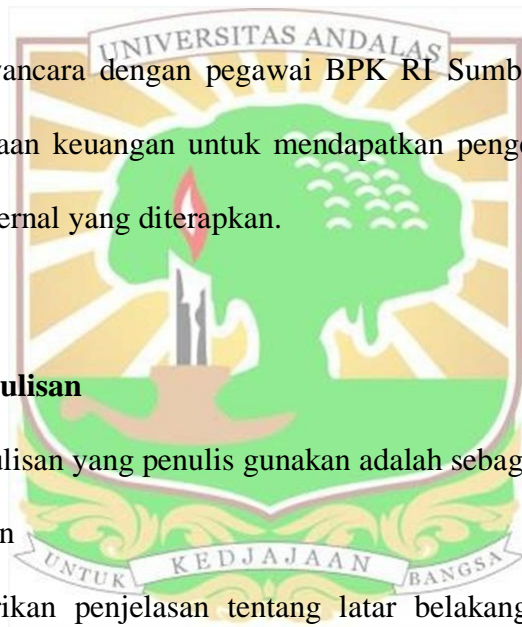 UNIVERSITAS ANDALAS
vancara dengan pegawai BPK RI Sumb
aan keuangan untuk mendapatkan peng
ernal yang diterapkan.
ulisan
ulisan yang penulis gunakan adalah sebag
n
rikan penjelasan tentang latar belakang
UNTUK KEDJAJAAN BANGSA